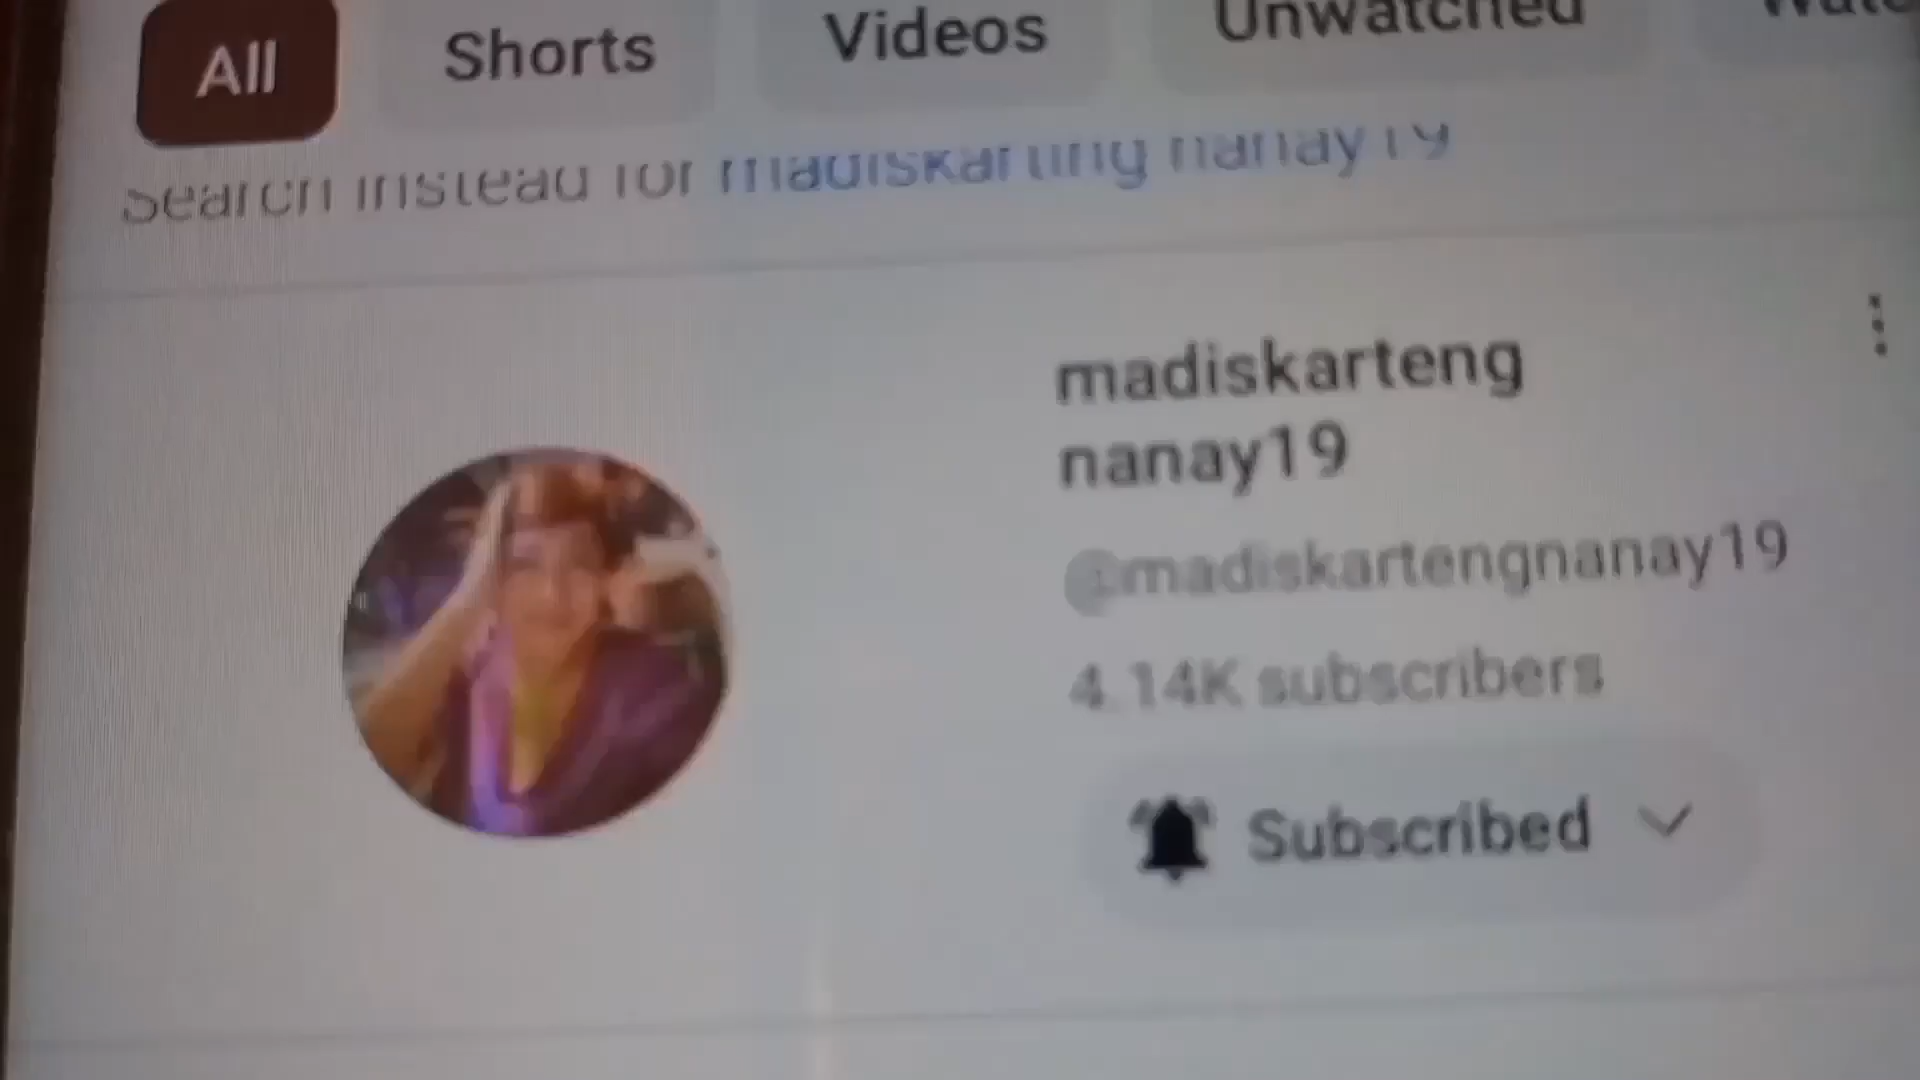 All Shorts Videos Unwatched
Search instead for madiskarting nanay19
madiskarteng
nanay19
@madiskartengnanay19
4.14K subscribers
Subscribed